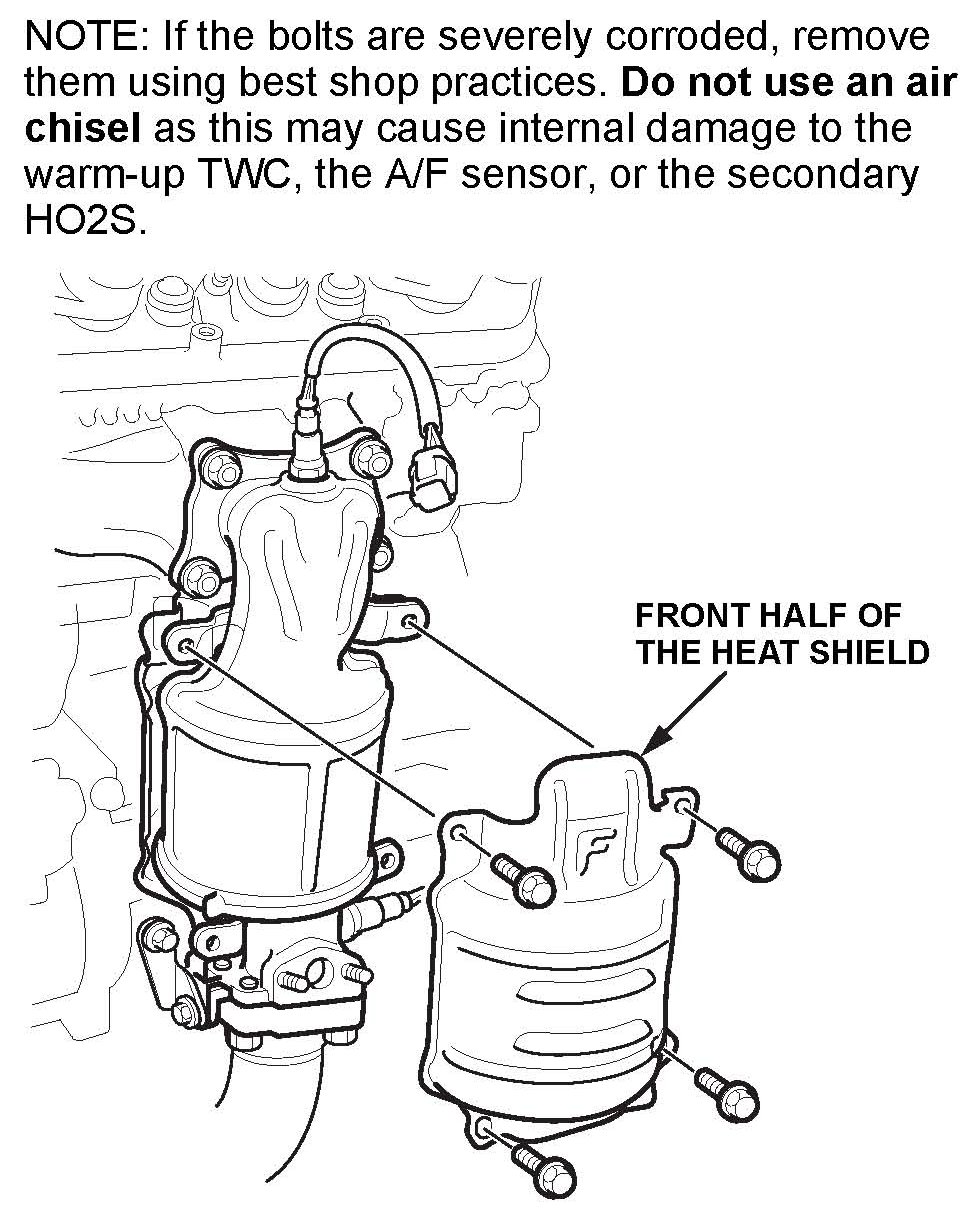 NOTE: If the bolts are severely corroded, remove
them using best shop practices. Do not use an air
chisel as this may cause internal damage to the
warm-up TWC, the A/F sensor, or the secondary
HO2S.
FRONT HALF OF
THE HEAT SHIELD
F